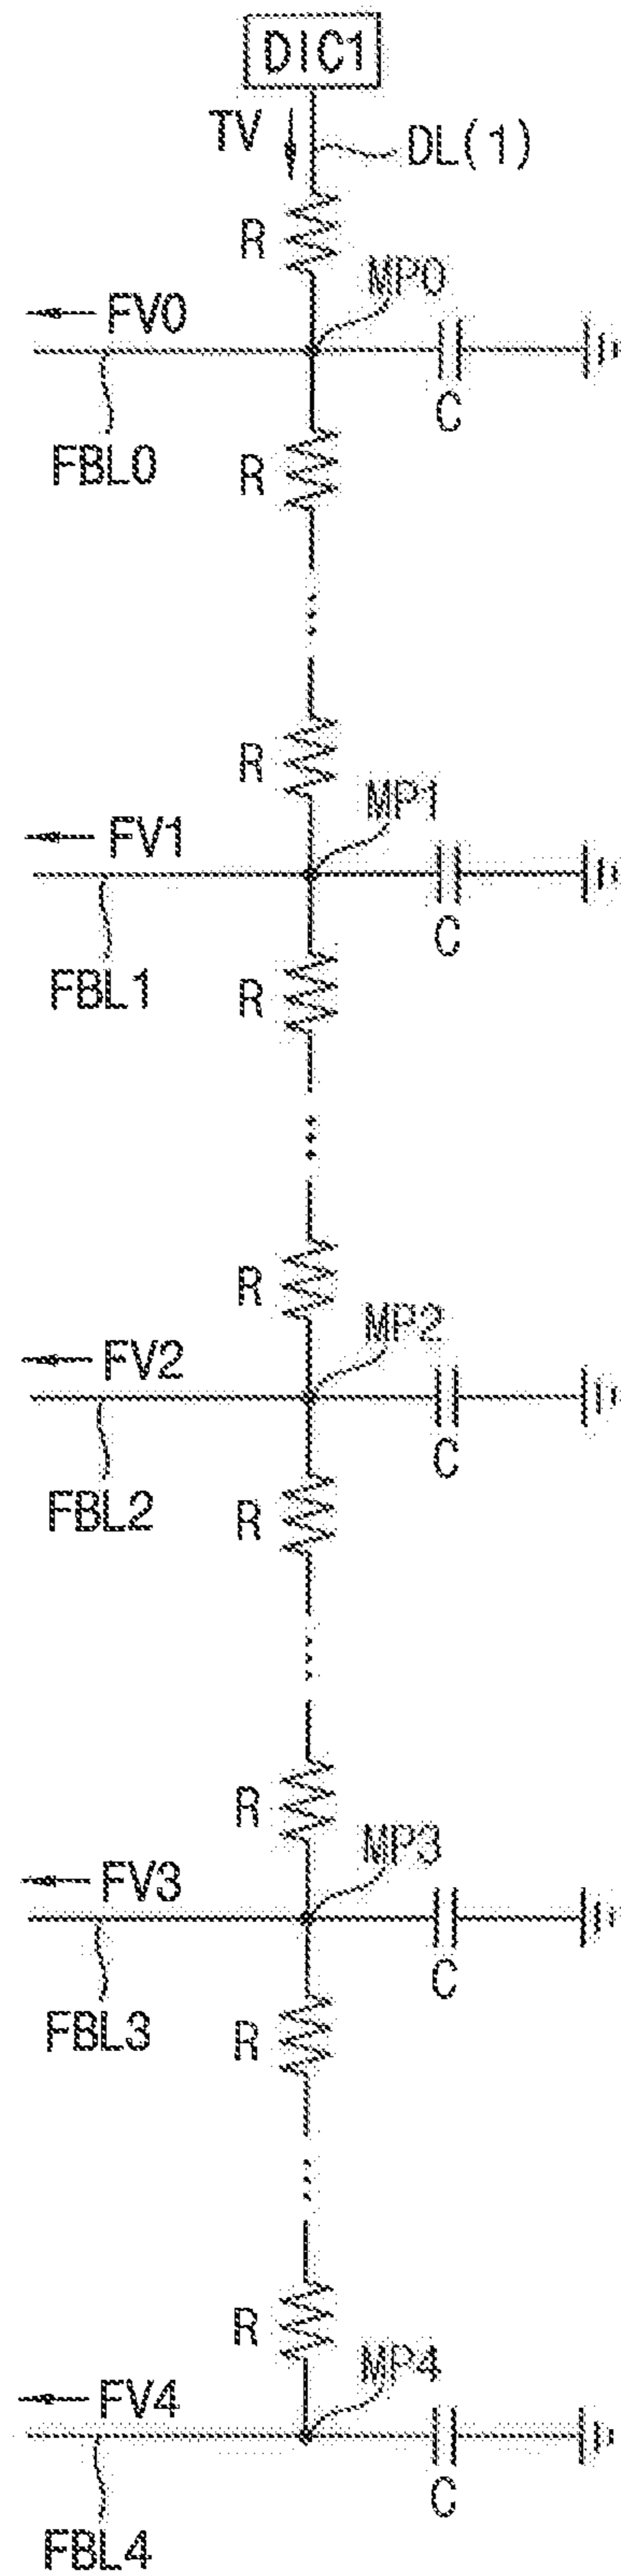 DIC1
TV
DL(1)
R
MP0
FV0
C
FBL0
R
R
MP1
FV1
C
FBL1
R
R
MP2
FV2
C
FBL2
R
R
MP3
FV3
C
FBL3
R
R
MP4
FV4
C
FBL4